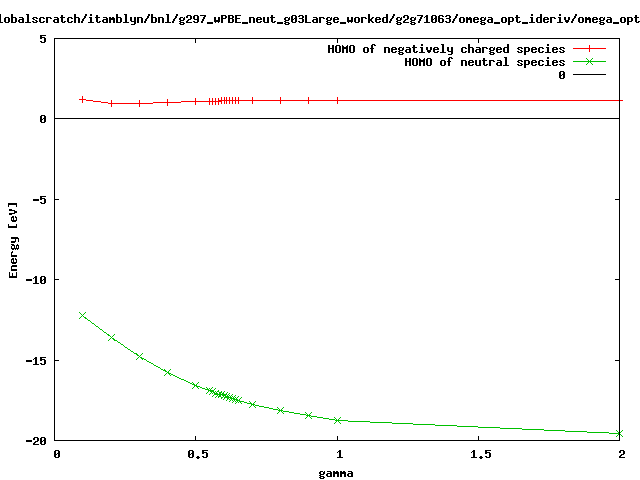 lobalscratch/itamblyn/bnl/g297_wPBE_neut_g03Large_worked/g2g71063/omega_opt_ideriv/omega_opt
HOMO of negatively charged species
HOMO of neutral species
0
5
0
-5
-10
-15
-20
Energy [eV]
0
0.5
1
1.5
2
gamma